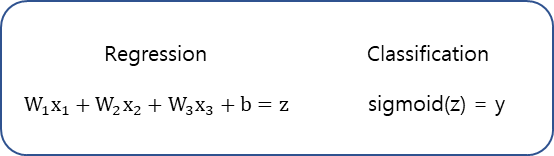 Regression Classification
W₁x₁ + W₂x₂ + W₃x₃ + b = z sigmoid(z) = y